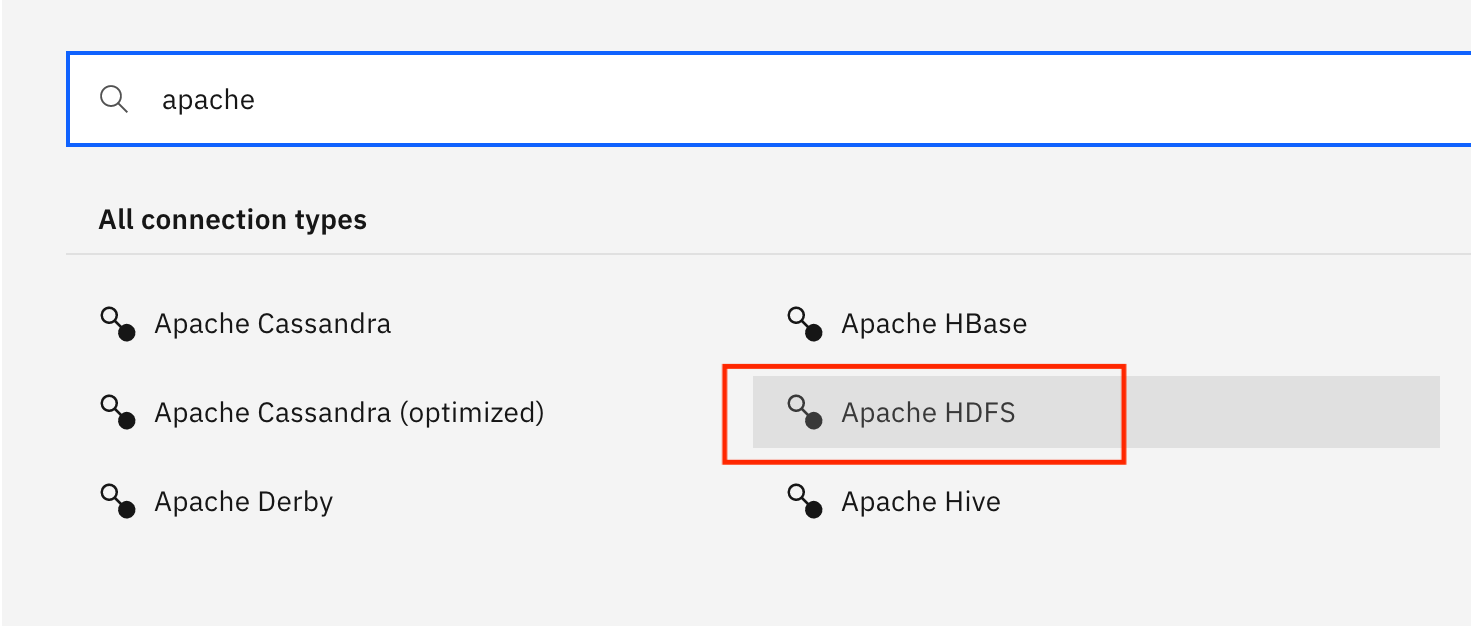 apache
All connection types
Apache Cassandra
Apache HBase
Apache Cassandra (optimized)
Apache HDFS
Apache Derby
Apache Hive